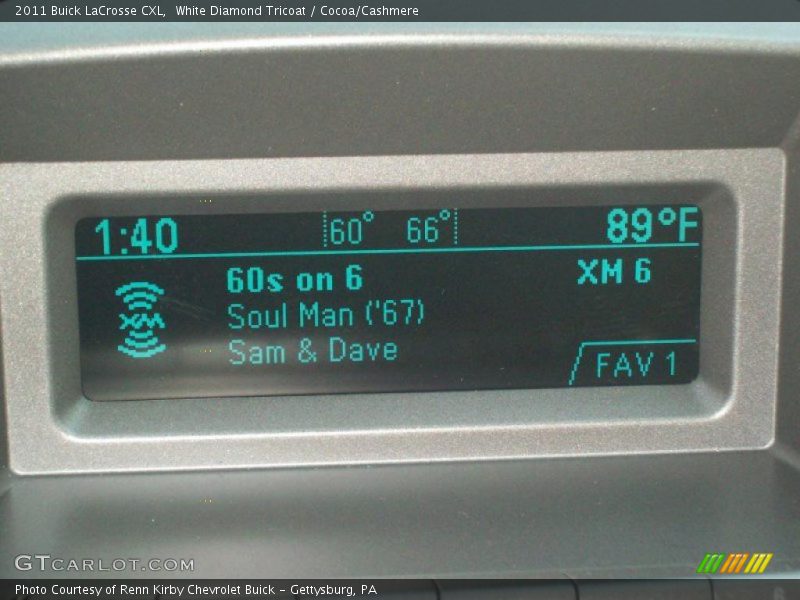 2011 Buick LaCrosse CXL,  White Diamond Tricoat / Cocoa/Cashmere
1:40 60° 66° 89°F
60s on 6 XM 6
XM
Soul Man ('67)
Sam & Dave
FAV 1
GTCARLOT.COM
Photo Courtesy of Renn Kirby Chevrolet Buick - Gettysburg, PA